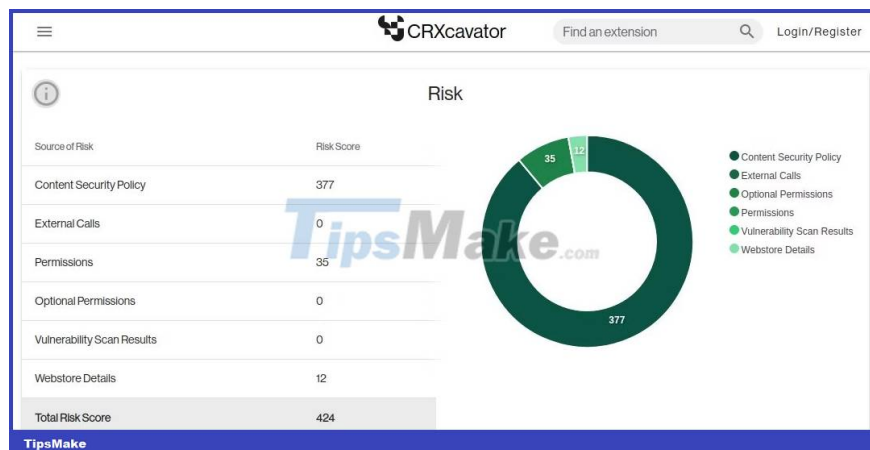 CRXcavator
Find an extension
Login/Register
Risk
Source of Risk Risk Score
Content Security Policy 377
External Calls 0
Permissions 35
Optional Permissions 0
Vulnerability Scan Results 0
Webstore Details 12
Total Risk Score 424
35
12
377
Content Security Policy
External Calls
Optional Permissions
Permissions
Vulnerability Scan Results
Webstore Details
TipsMake.com
TipsMake